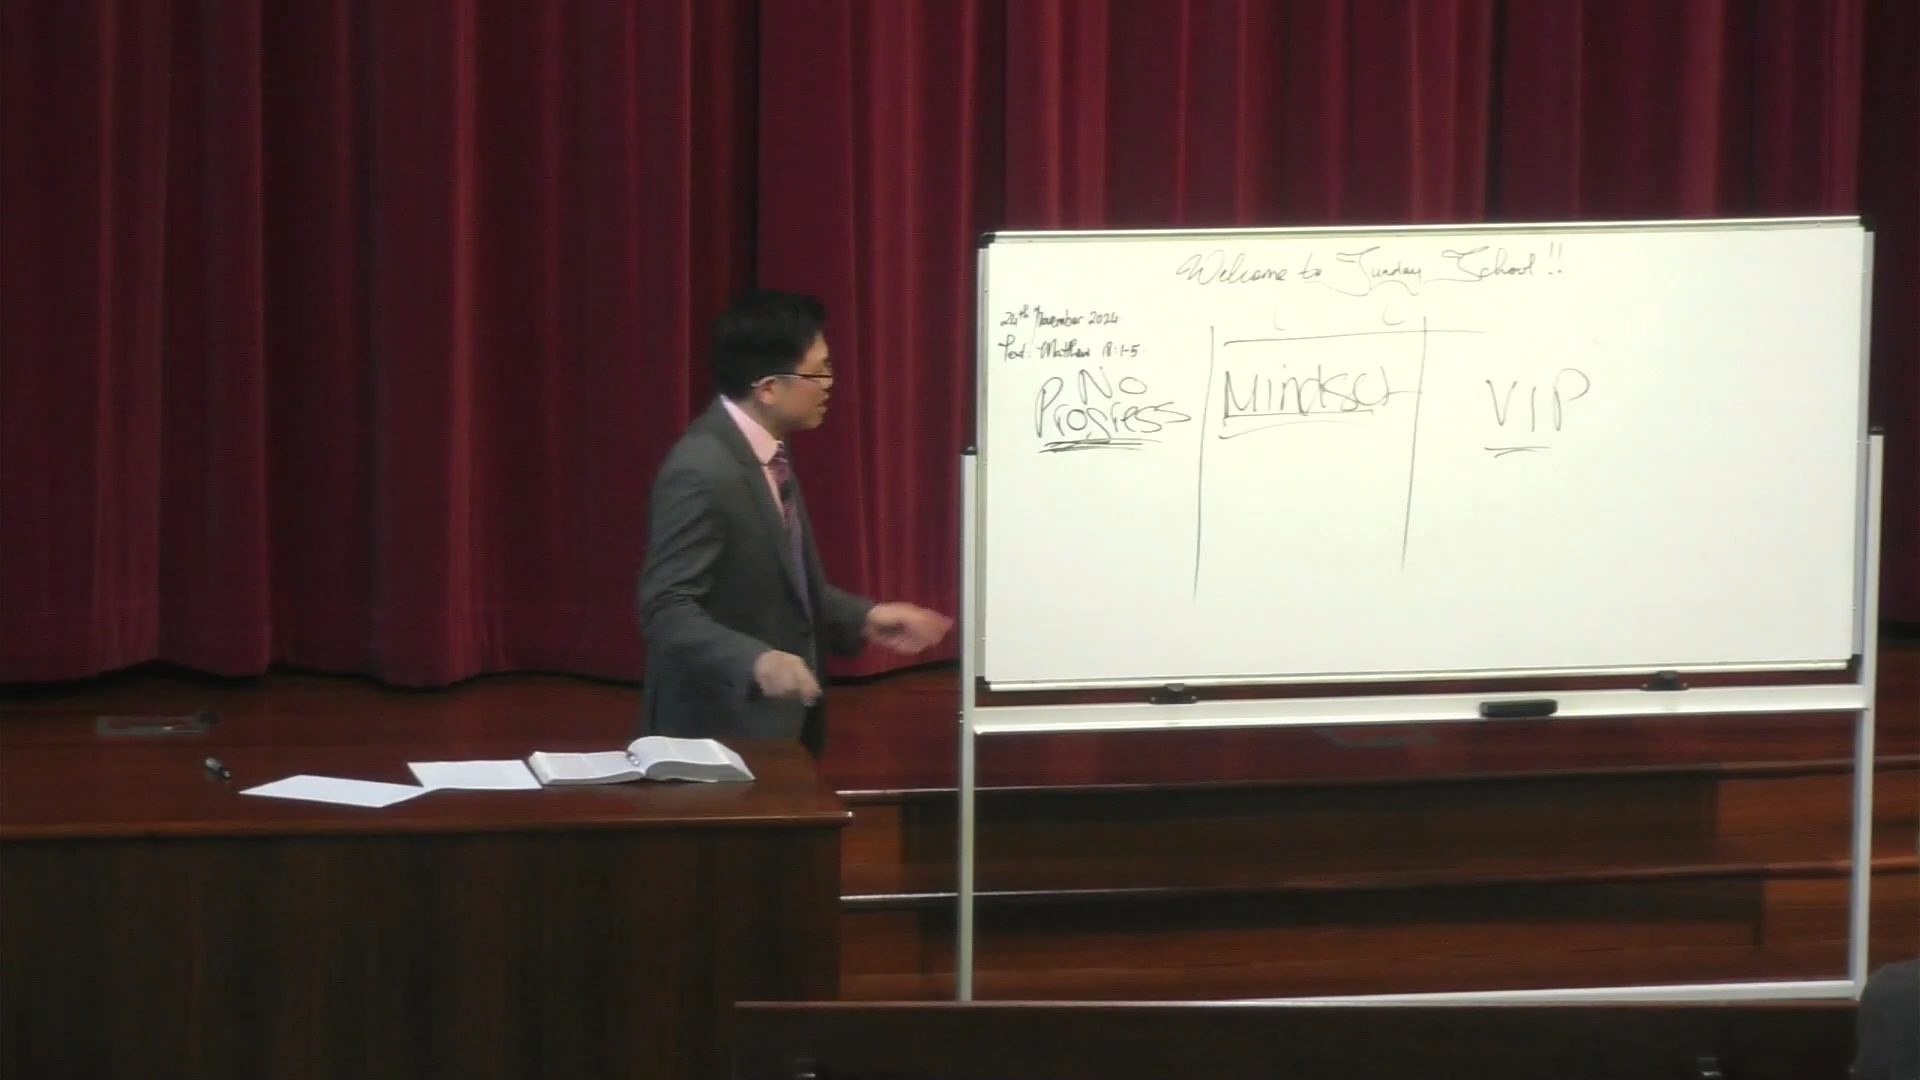 Welcome to Sunday School!!
24th November 2024
Text: Matthew 18:1-5
No
Progress
Mindset
VIP